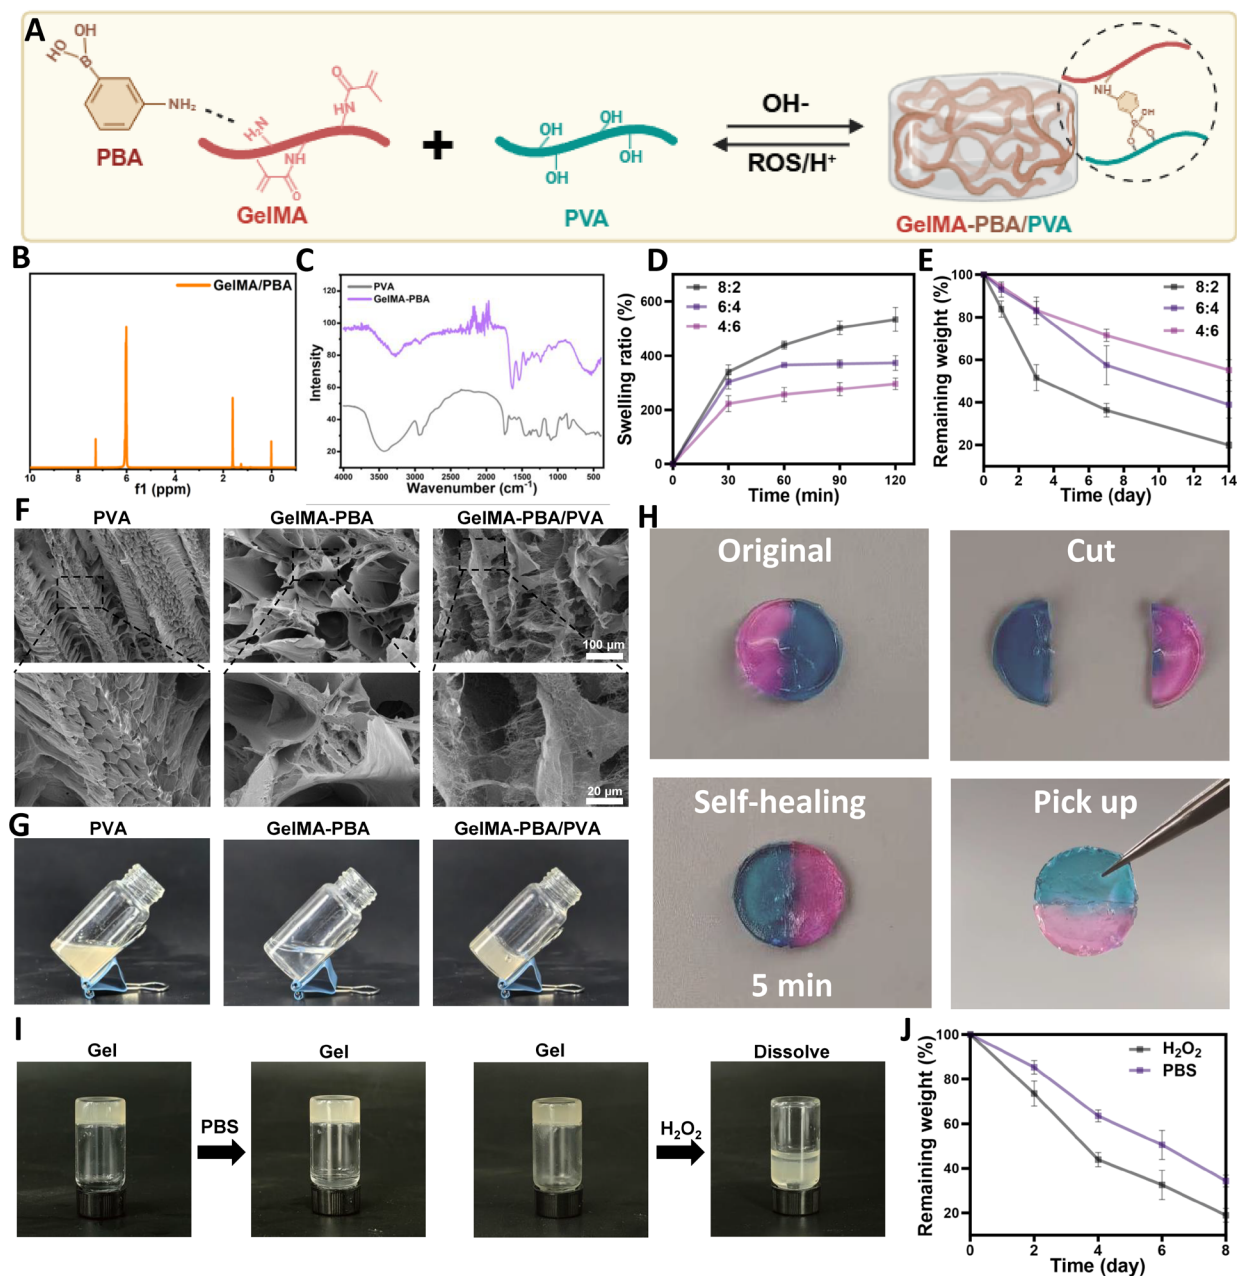 A
OH
HO
B
NH₂
PBA
H₂N
HN
O
NH
O
GelMA
+
OH
OH
OH
OH
PVA
OH-
ROS/H⁺
NH
OH
B
O
O
GelMA-PBA/PVA
B
GelMA/PBA
10 8 6 4 2 0
f1 (ppm)
C
PVA
GelMA-PBA
Intensity
120
100
80
60
40
20
4000 3500 3000 2500 2000 1500 1000 500
Wavenumber (cm⁻¹)
D
8:2
6:4
4:6
Swelling ratio (%)
600
400
200
0
0 30 60 90 120
Time (min)
E
8:2
6:4
4:6
Remaining weight (%)
100
80
60
40
20
0 2 4 6 8 10 12 14
Time (day)
F
PVA GelMA-PBA GelMA-PBA/PVA
100 μm
20 μm
G
PVA GelMA-PBA GelMA-PBA/PVA
H
Original
Cut
Self-healing
5 min
Pick up
I
Gel
PBS
Gel
Gel
H₂O₂
Dissolve
J
H₂O₂
PBS
Remaining weight (%)
100
80
60
40
20
0 2 4 6 8
Time (day)